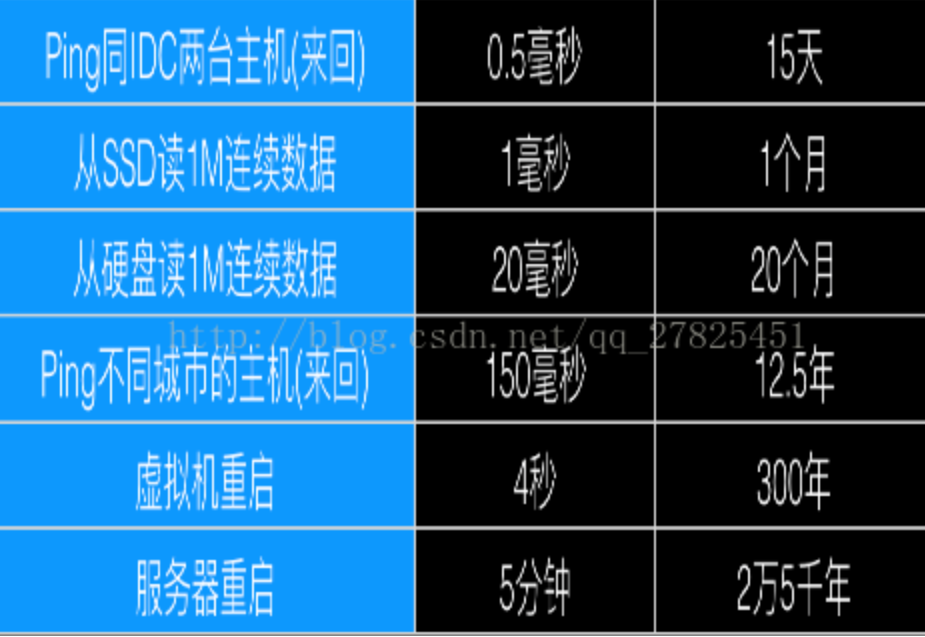 Ping同IDC两台主机(来回) 0.5毫秒 15天
从SSD读1M连续数据 1毫秒 1个月
从硬盘读1M连续数据 20毫秒 20个月
http://blog.csdn.net/qq_27825451
Ping不同城市的主机(来回) 150毫秒 12.5年
虚拟机重启 4秒 300年
服务器重启 5分钟 2万5千年